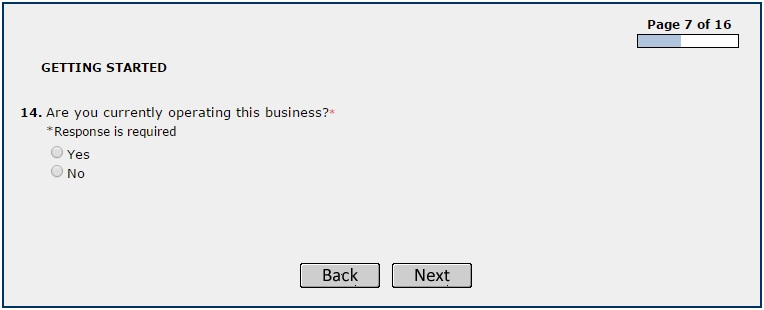 Page 7 of 16
GETTING STARTED
14. Are you currently operating this business?*
*Response is required
Yes
No
Back Next